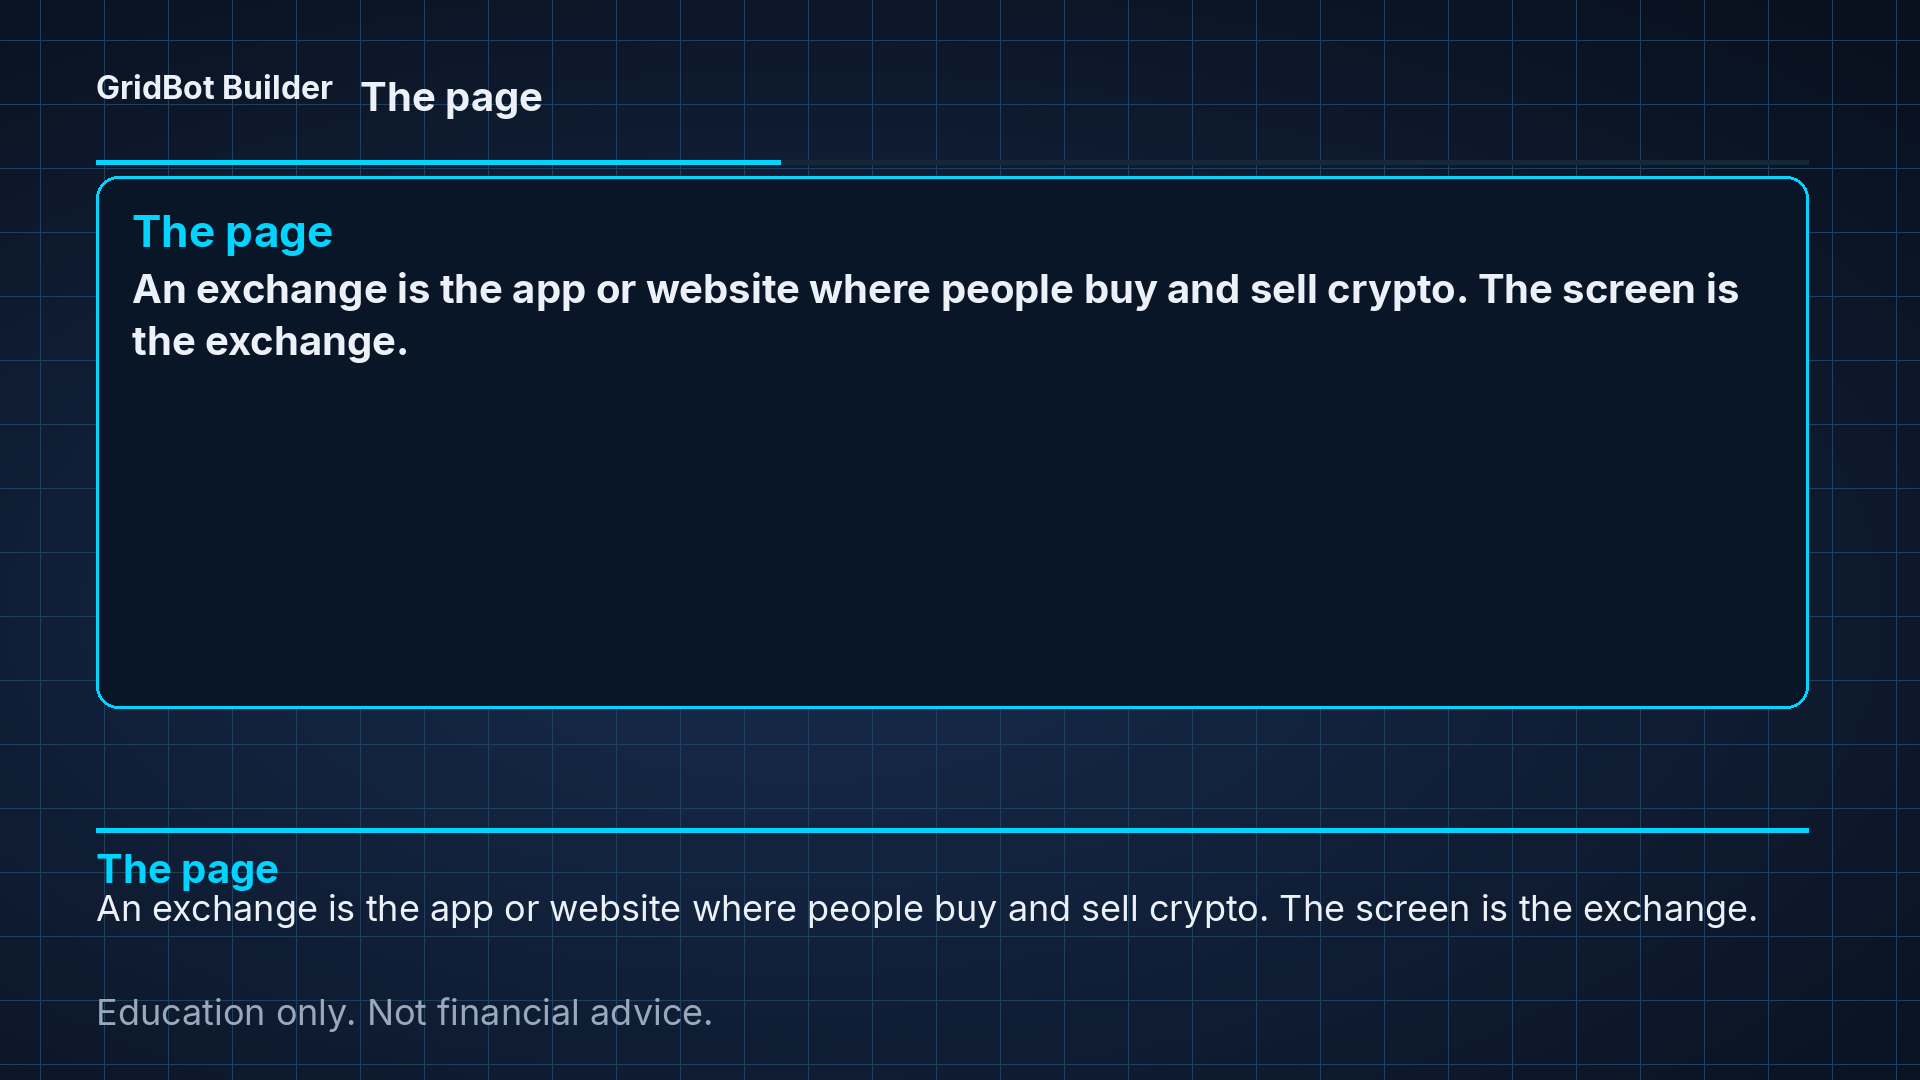 GridBot Builder The page
The page
An exchange is the app or website where people buy and sell crypto. The screen is
the exchange.
The page
An exchange is the app or website where people buy and sell crypto. The screen is the exchange.
Education only. Not financial advice.